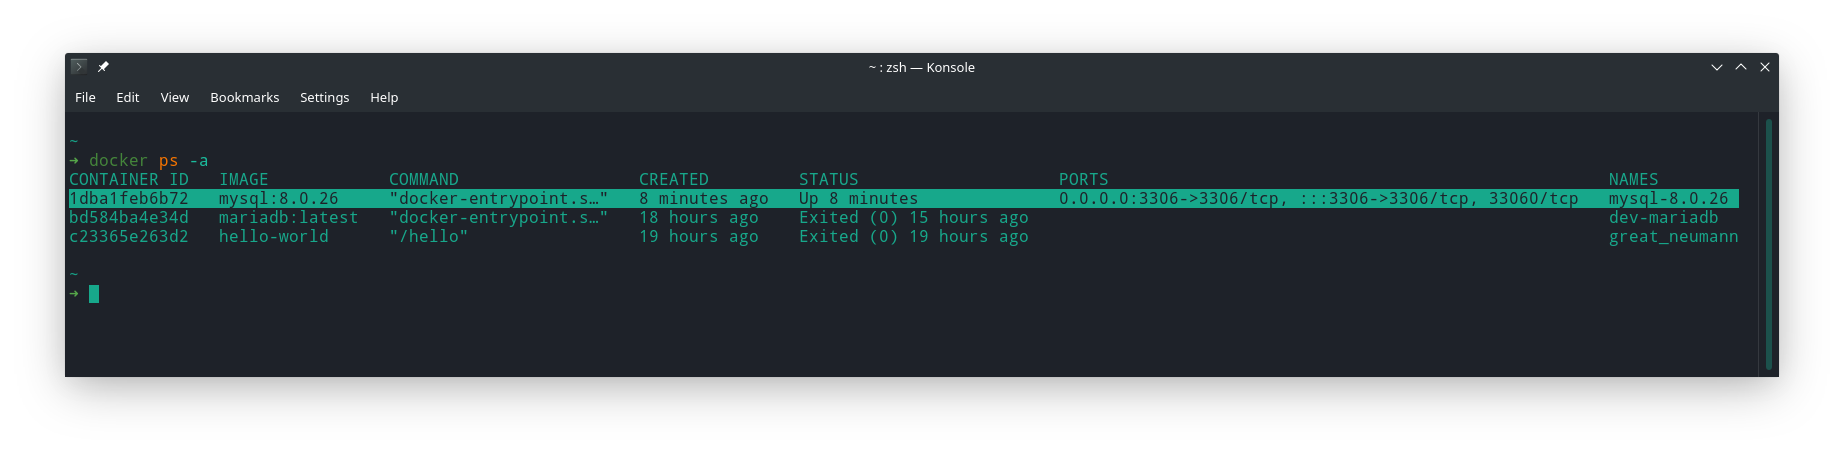 ~ : zsh — Konsole
File Edit View Bookmarks Settings Help
~
➜ docker ps -a
CONTAINER ID   IMAGE            COMMAND                  CREATED         STATUS                    PORTS                                                  NAMES
1dba1feb6b72   mysql:8.0.26     "docker-entrypoint.s…"   8 minutes ago   Up 8 minutes              0.0.0.0:3306->3306/tcp, :::3306->3306/tcp, 33060/tcp   mysql-8.0.26
bd584ba4e34d   mariadb:latest   "docker-entrypoint.s…"   18 hours ago    Exited (0) 15 hours ago                                                          dev-mariadb
c23365e263d2   hello-world      "/hello"                 19 hours ago    Exited (0) 19 hours ago                                                          great_neumann
~
➜